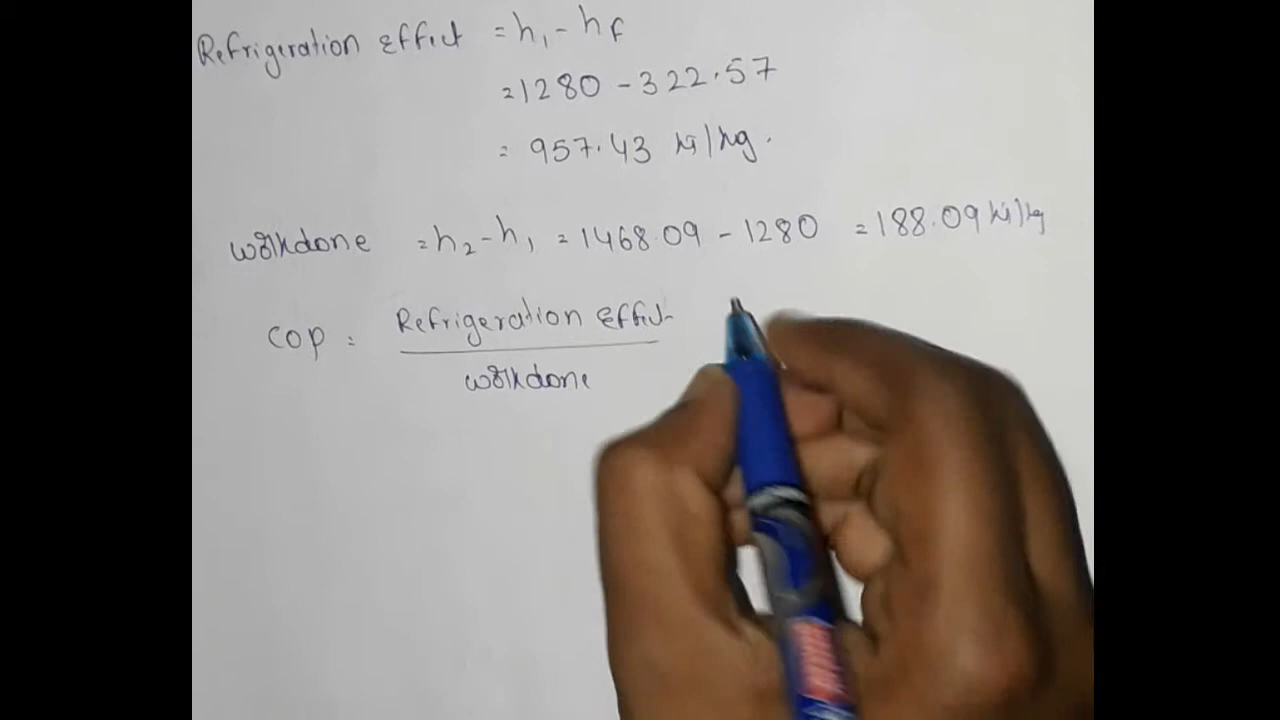 Refrigeration Effect = h₁ - hf
= 1280 - 322.57
= 957.43 kJ/kg.
workdone = h₂ - h₁ = 1468.09 - 1280 = 188.09 kJ/kg
COP = Refrigeration Effect
workdone